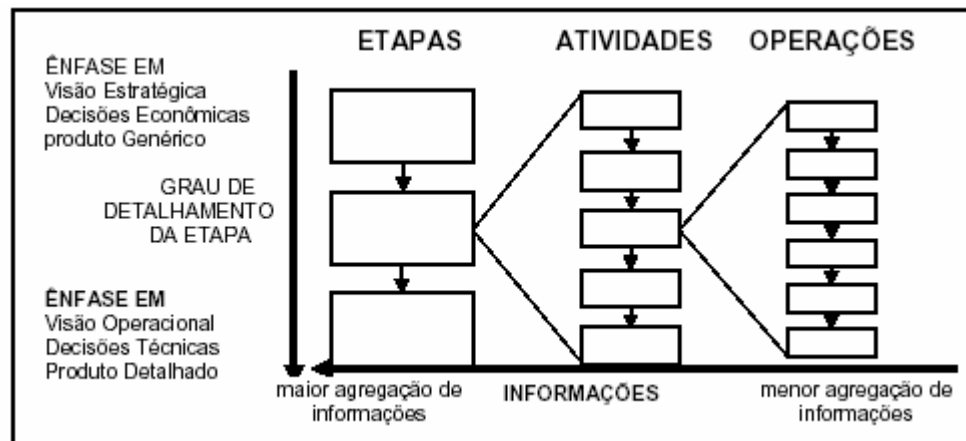 ETAPAS ATIVIDADES OPERAÇÕES
ÊNFASE EM
Visão Estratégica
Decisões Econômicas
produto Genérico
GRAU DE
DETALHAMENTO
DA ETAPA
ÊNFASE EM
Visão Operacional
Decisões Técnicas
Produto Detalhado
maior agregação de
informações
INFORMAÇÕES
menor agregação de
informações